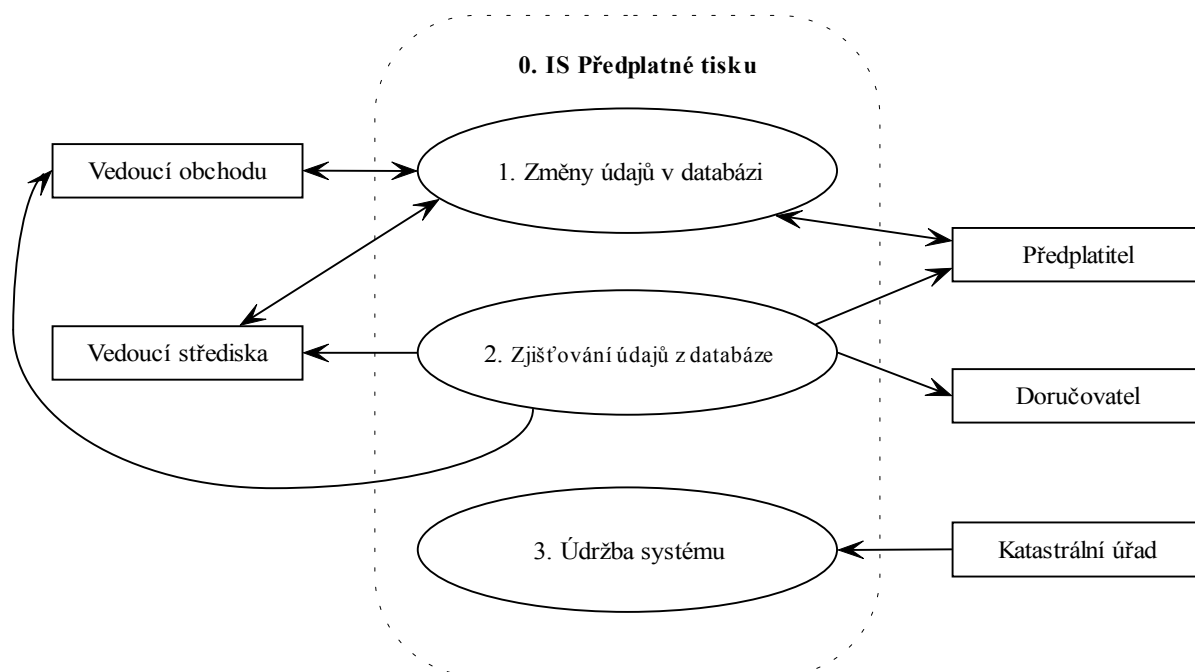 0. IS Předplatné tisku
Vedoucí obchodu
1. Změny údajů v databázi
Předplatitel
Vedoucí střediska
2. Zjišťování údajů z databáze
Doručovatel
3. Údržba systému
Katastrální úřad